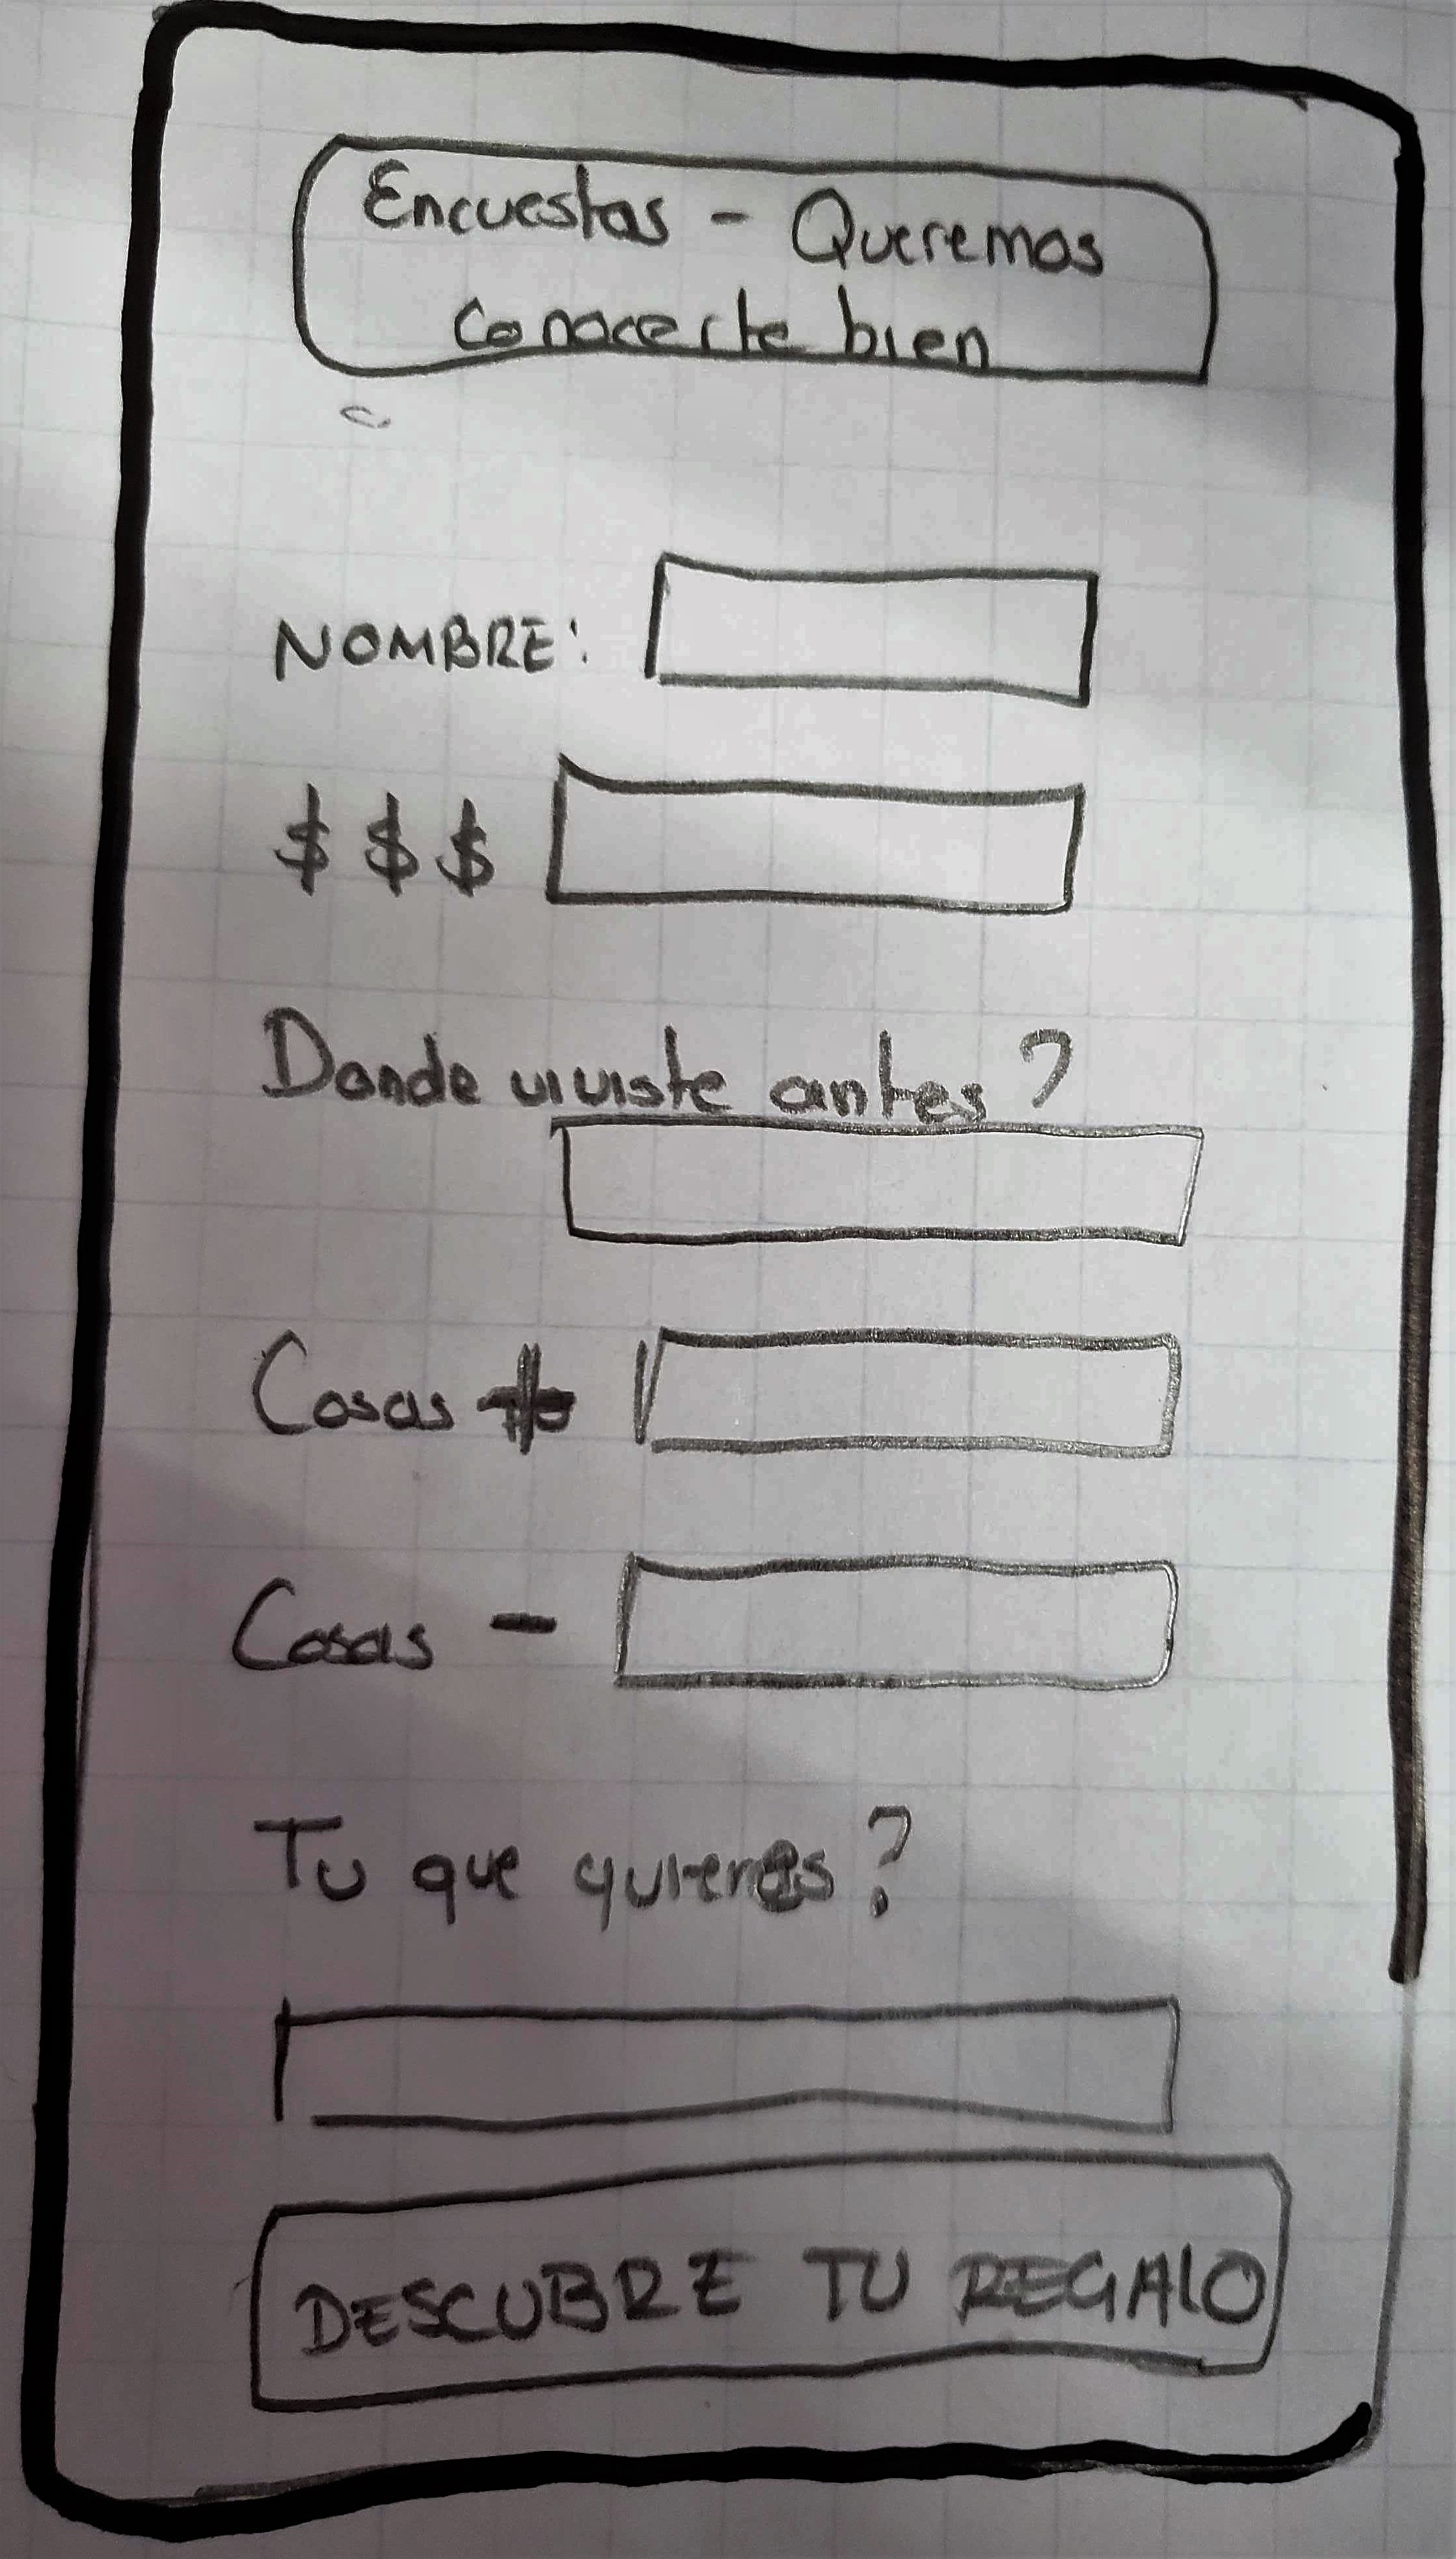 Encuestas - Queremos
Conocerte bien
NOMBRE:
$ $ $
Donde viviste antes?
Cosas +
Cosas -
Tu que quieres?
DESCUBRE TU REGALO